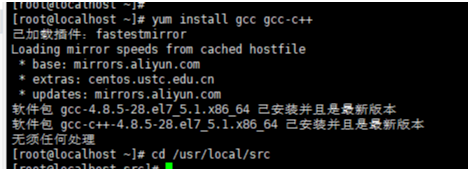 [root@localhost ~]#
[root@localhost ~]# yum install gcc gcc-c++
已加载插件：fastestmirror
Loading mirror speeds from cached hostfile
* base: mirrors.aliyun.com
* extras: centos.ustc.edu.cn
* updates: mirrors.aliyun.com
软件包 gcc-4.8.5-28.el7_5.1.x86_64 已安装并且是最新版本
软件包 gcc-c++-4.8.5-28.el7_5.1.x86_64 已安装并且是最新版本
无须任何处理
[root@localhost ~]# cd /usr/local/src
[root@localhost src]#